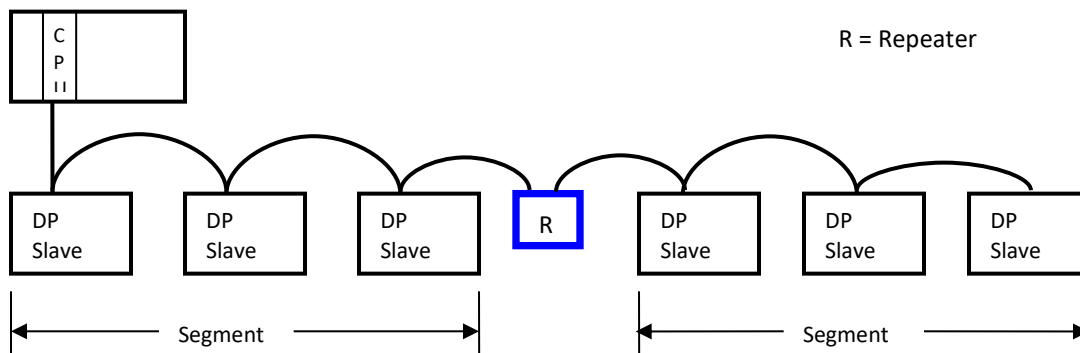 C
P
R = Repeater
DP
Slave
DP
Slave
DP
Slave
R
DP
Slave
DP
Slave
DP
Slave
Segment
Segment